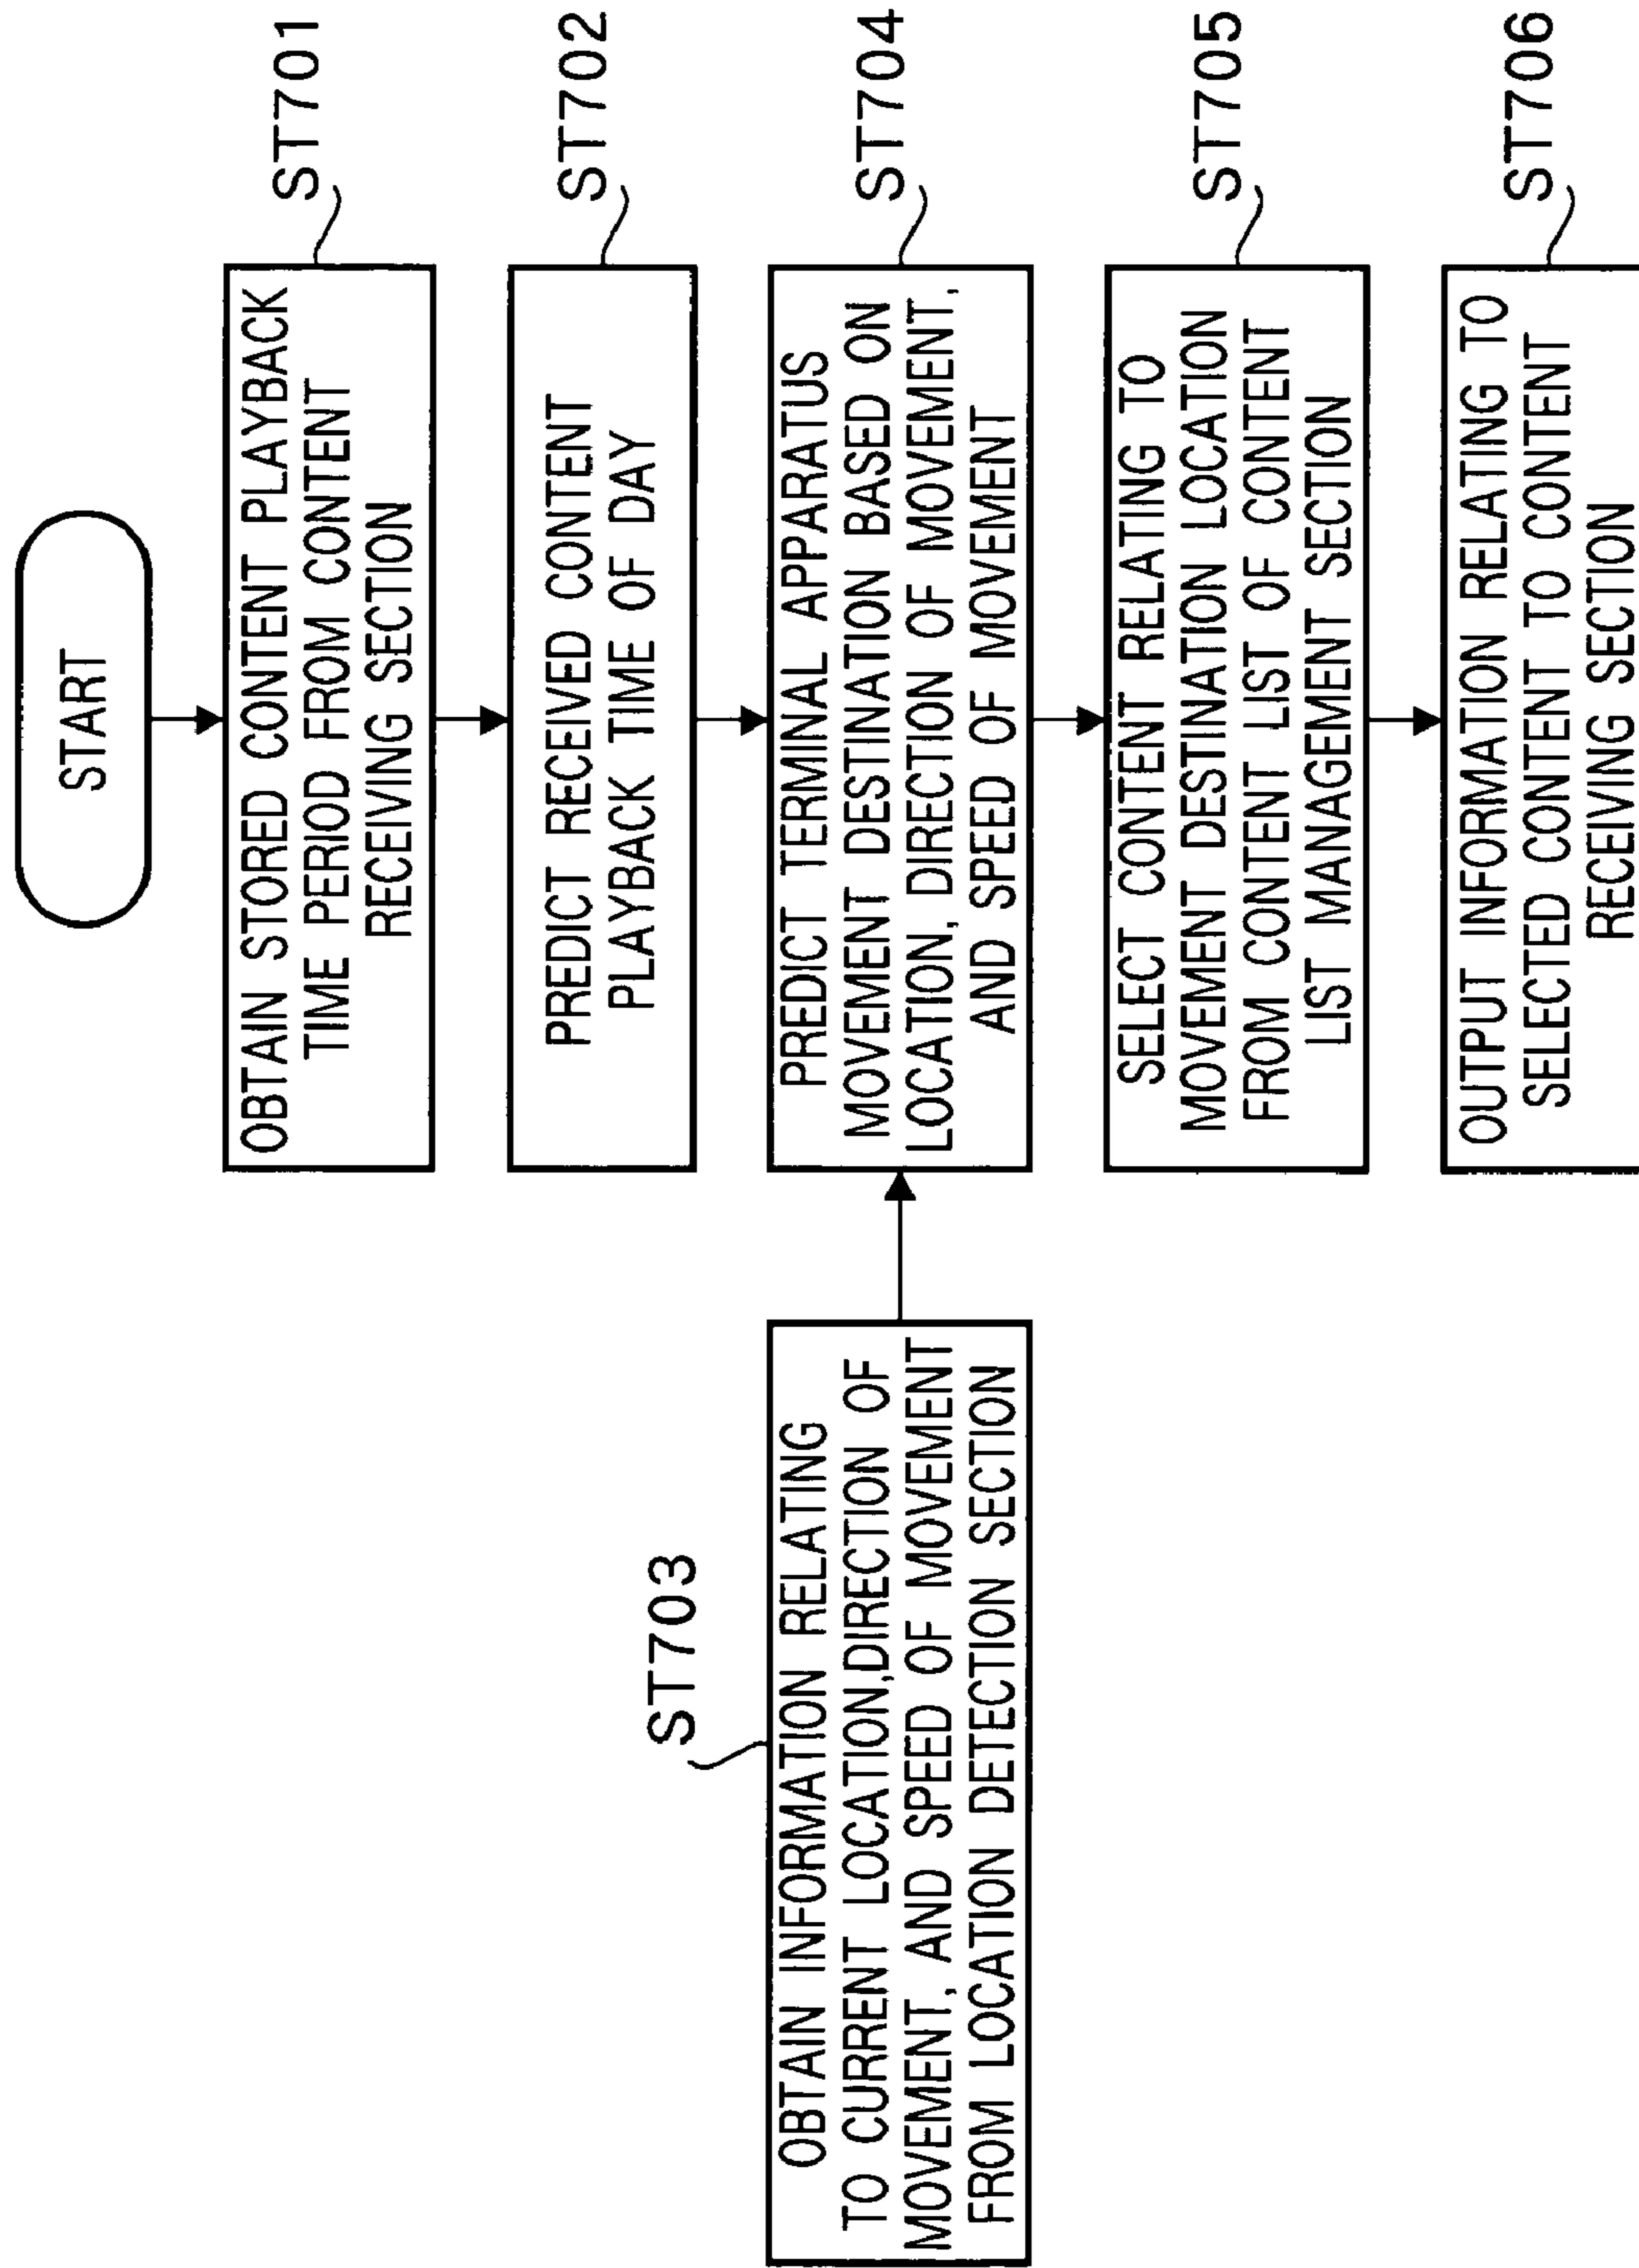 START
OBTAIN STORED CONTENT PLAYBACK
TIME PERIOD FROM CONTENT
RECEIVING SECTION
ST701
PREDICT RECEIVED CONTENT
PLAYBACK TIME OF DAY
ST702
ST703
OBTAIN INFORMATION RELATING
TO CURRENT LOCATION,DIRECTION OF
MOVEMENT, AND SPEED OF MOVEMENT
FROM LOCATION DETECTION SECTION
PREDICT TERMINAL APPARATUS
MOVEMENT DESTINATION BASED ON
LOCATION, DIRECTION OF MOVEMENT,
AND SPEED OF MOVEMENT
ST704
SELECT CONTENT RELATING TO
MOVEMENT DESTINATION LOCATION
FROM CONTENT LIST OF CONTENT
LIST MANAGEMENT SECTION
ST705
OUTPUT INFORMATION RELATING TO
SELECTED CONTENT TO CONTENT
RECEIVING SECTION
ST706